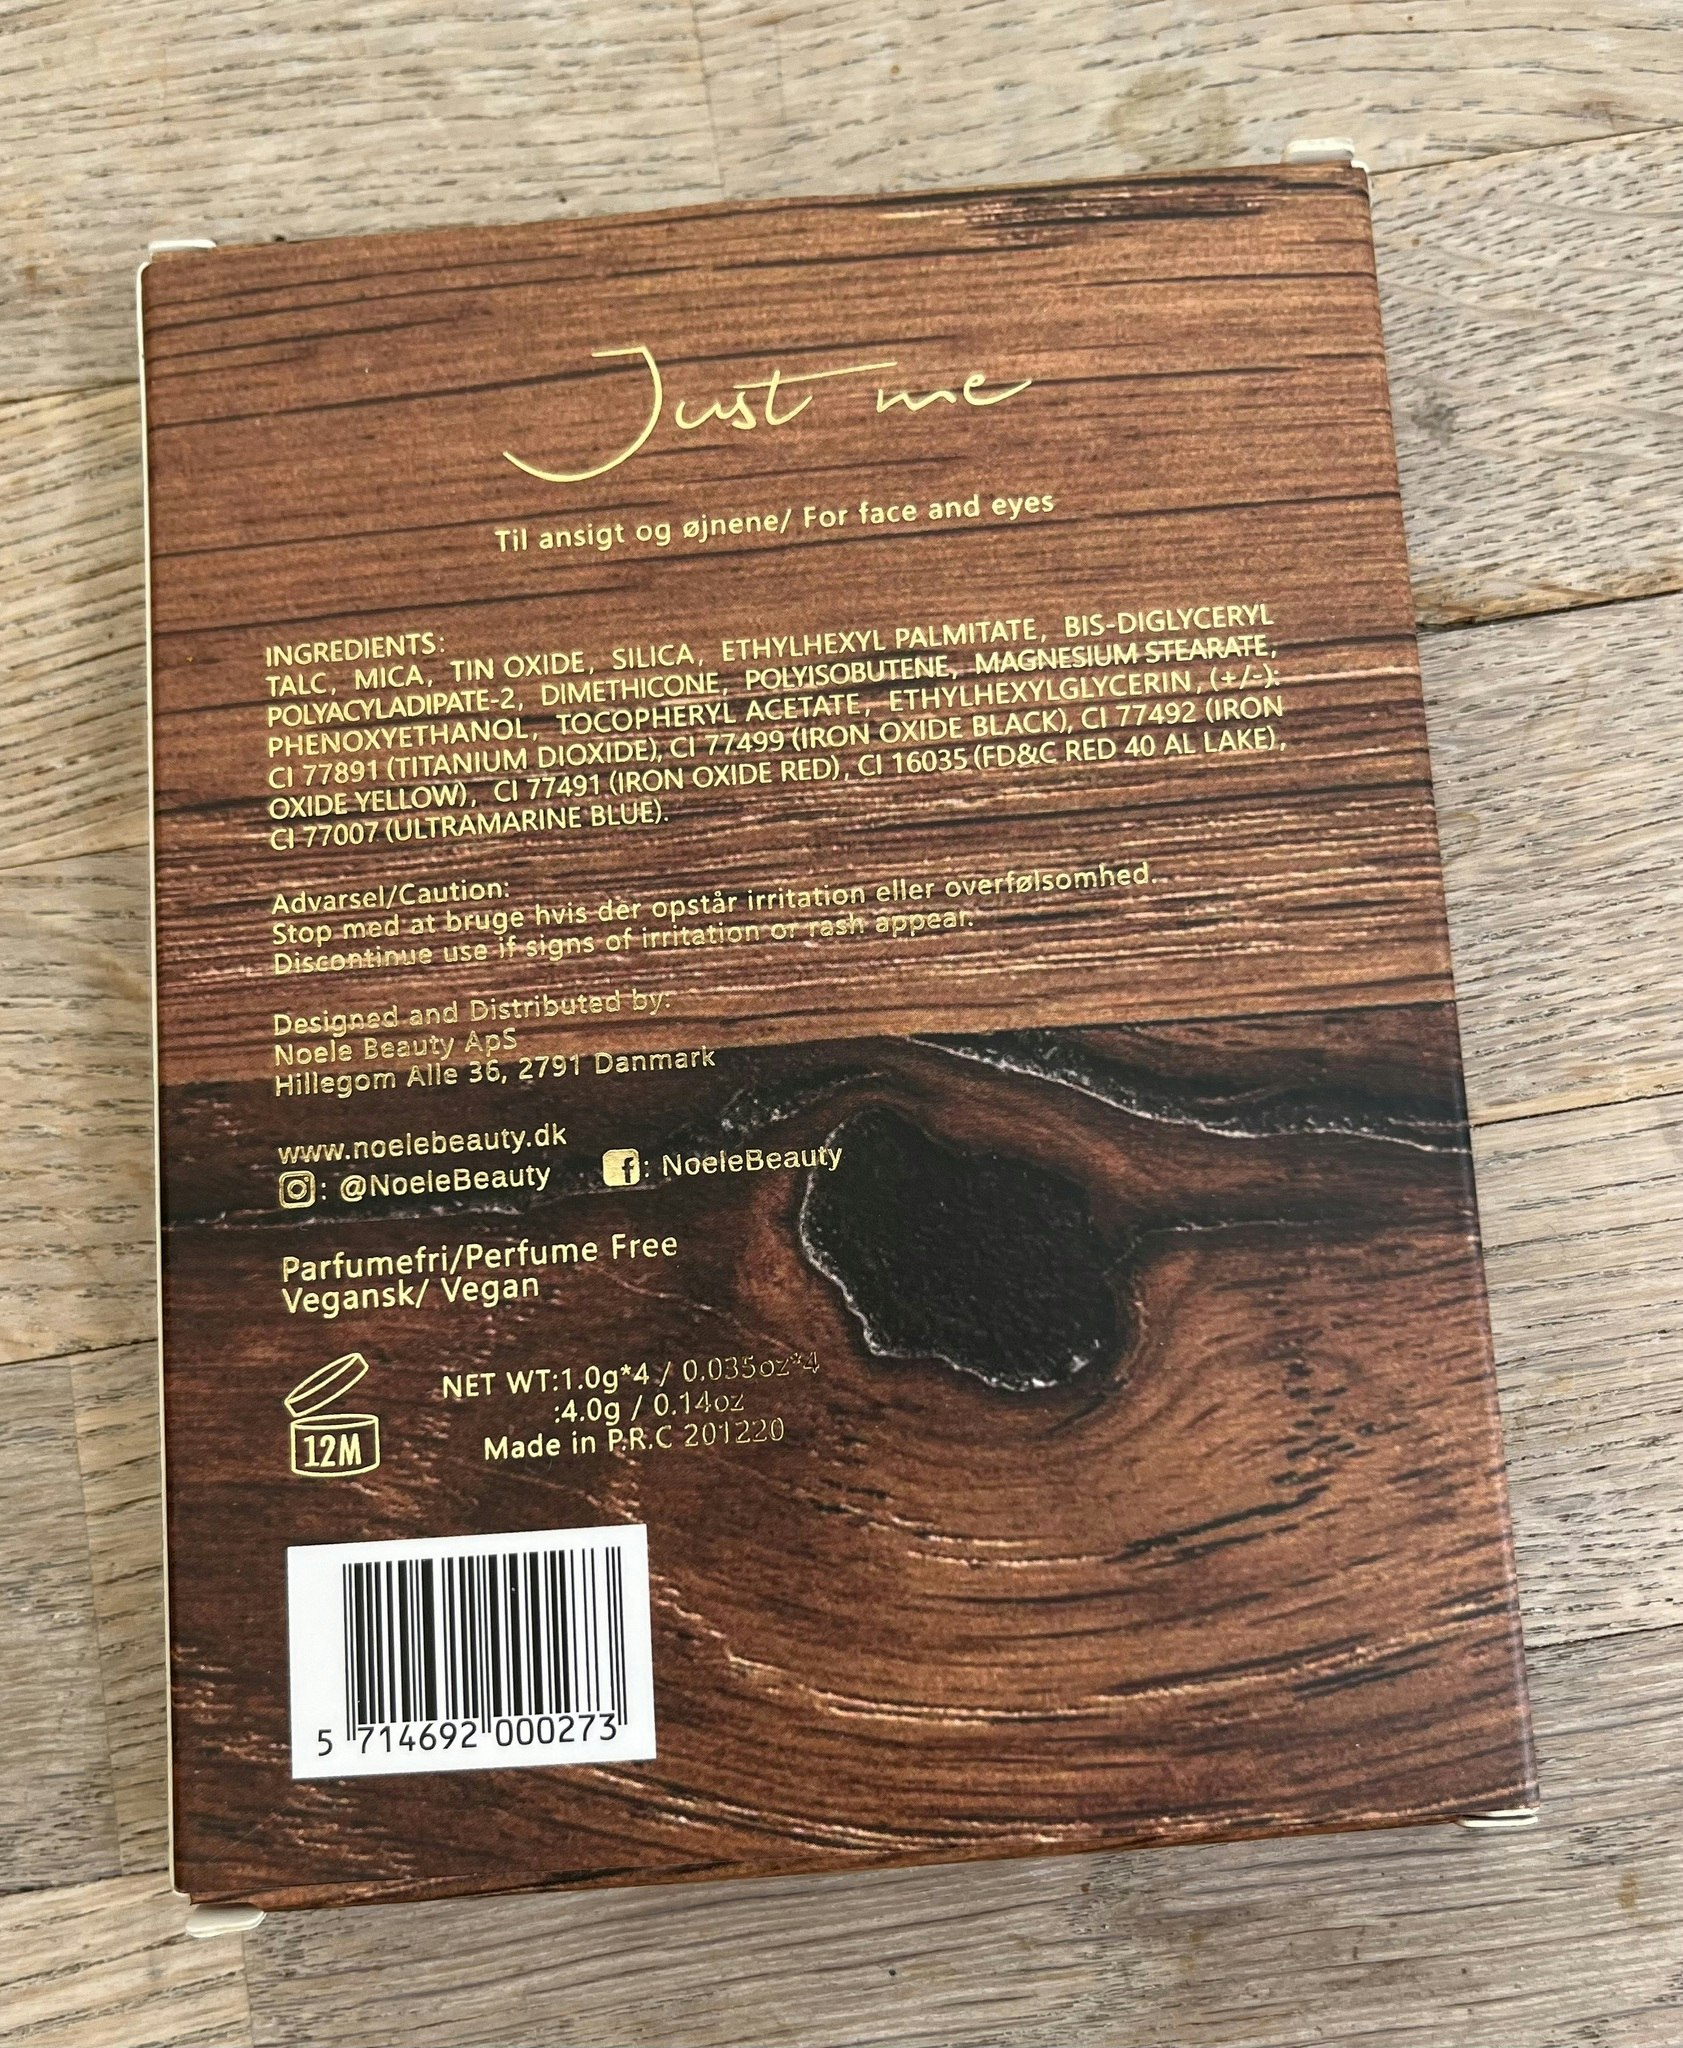 Just me
Til ansigt og øjnene/ For face and eyes
INGREDIENTS:
TALC, MICA, TIN OXIDE, SILICA, ETHYLHEXYL PALMITATE, BIS-DIGLYCERYL
POLYACYLADIPATE-2, DIMETHICONE, POLYISOBUTENE, MAGNESIUM STEARATE,
PHENOXYETHANOL, TOCOPHERYL ACETATE, ETHYLHEXYLGLYCERIN, (+/-):
CI 77891 (TITANIUM DIOXIDE), CI 77499 (IRON OXIDE BLACK), CI 77492 (IRON
OXIDE YELLOW), CI 77491 (IRON OXIDE RED), CI 16035 (FD&C RED 40 AL LAKE),
CI 77007 (ULTRAMARINE BLUE).
Advarsel/Caution:
Stop med at bruge hvis der opstår irritation eller overfølsomhed.
Discontinue use if signs of irritation or rash appear.
Designed and Distributed by:
Noele Beauty ApS
Hillegom Alle 36, 2791 Danmark
www.noelebeauty.dk
: @NoeleBeauty f: NoeleBeauty
Parfumefri/Perfume Free
Vegansk/ Vegan
12M
NET WT:1.0g*4 / 0.035oz*4
:4.0g / 0.14oz
Made in P.R.C 201220
5 714692 000273